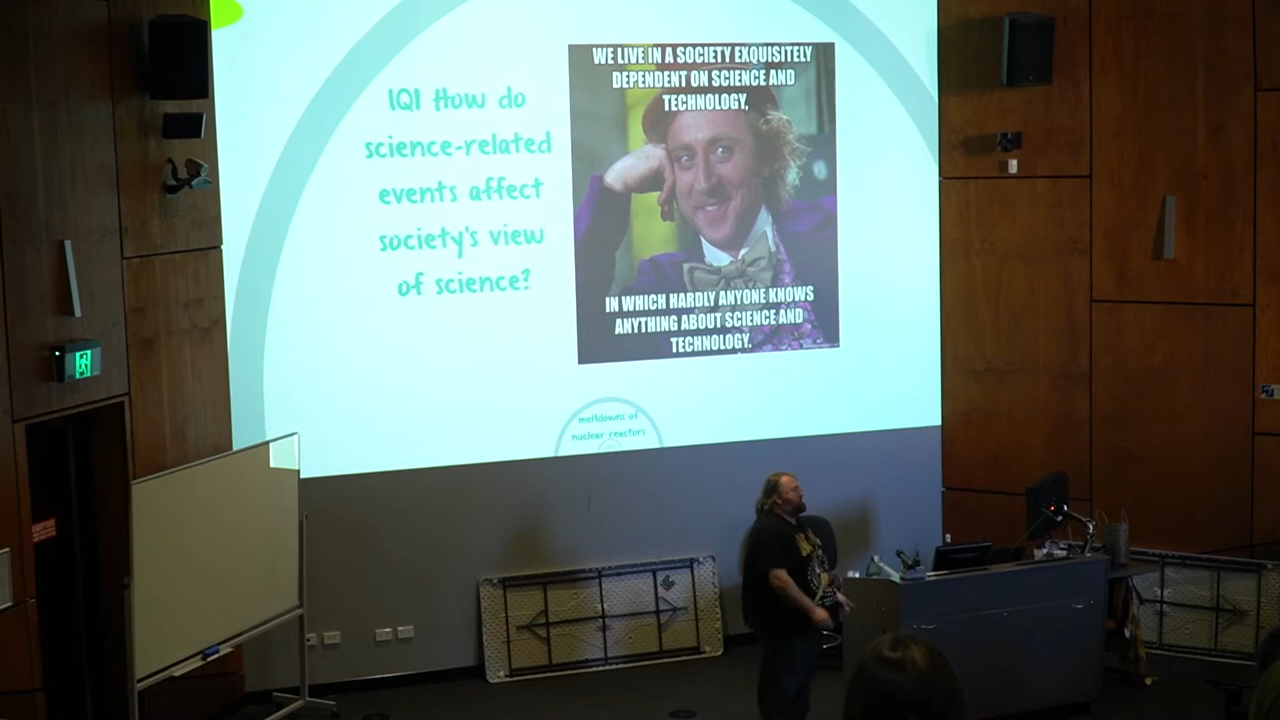 IQ1 How do
science-related
events affect
society's view
of science?
WE LIVE IN A SOCIETY EXQUISITELY
DEPENDENT ON SCIENCE AND
TECHNOLOGY,
IN WHICH HARDLY ANYONE KNOWS
ANYTHING ABOUT SCIENCE AND
TECHNOLOGY.
meltdowns of
nuclear reactors